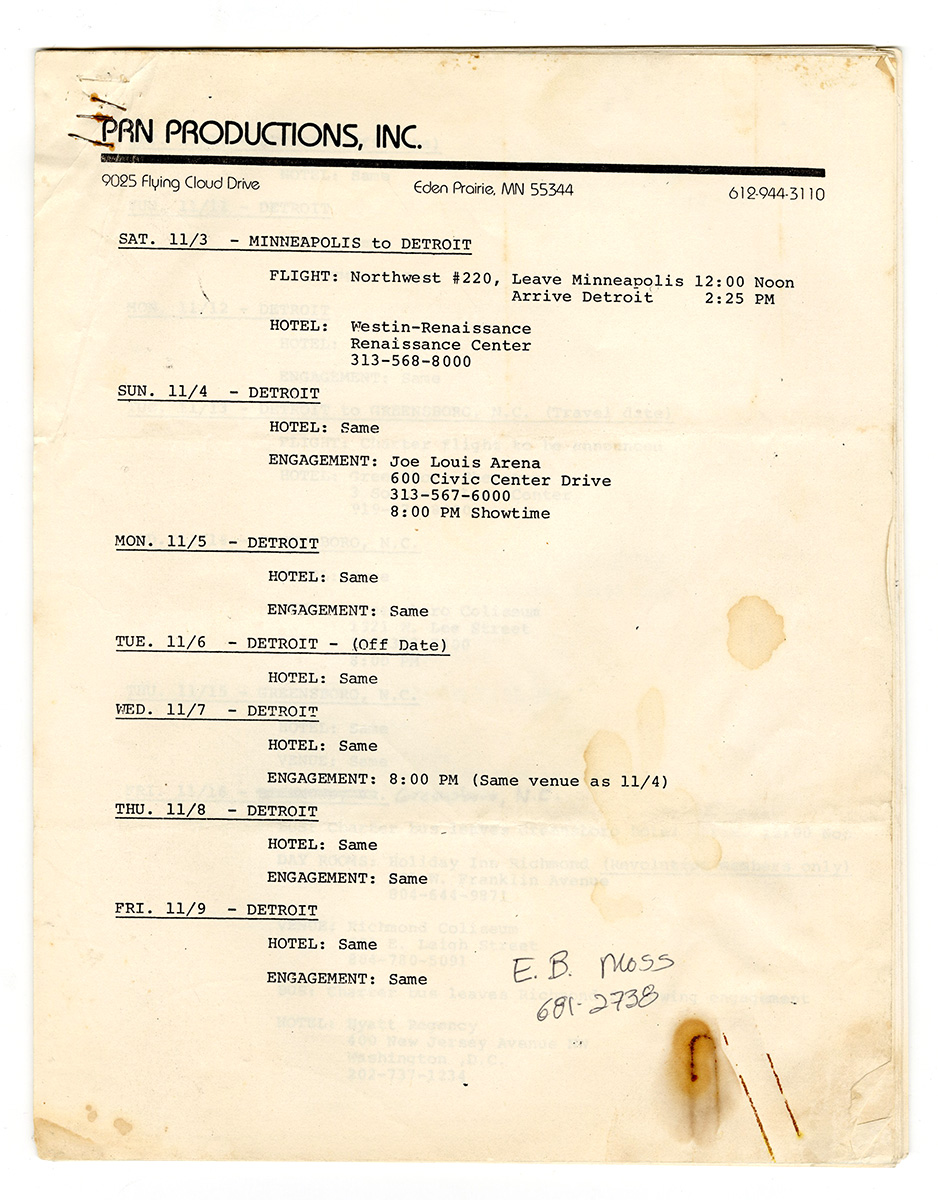 PRN PRODUCTIONS, INC.
9025 Flying Cloud Drive Eden Prairie, MN 55344 612-944-3110
SAT. 11/3 - MINNEAPOLIS to DETROIT
FLIGHT: Northwest #220, Leave Minneapolis 12:00 Noon
Arrive Detroit 2:25 PM
HOTEL: Westin-Renaissance
Renaissance Center
313-568-8000
SUN. 11/4 - DETROIT
HOTEL: Same
ENGAGEMENT: Joe Louis Arena
600 Civic Center Drive
313-567-6000
8:00 PM Showtime
MON. 11/5 - DETROIT
HOTEL: Same
ENGAGEMENT: Same
TUE. 11/6 - DETROIT - (Off Date)
HOTEL: Same
WED. 11/7 - DETROIT
HOTEL: Same
ENGAGEMENT: 8:00 PM (Same venue as 11/4)
THU. 11/8 - DETROIT
HOTEL: Same
ENGAGEMENT: Same
FRI. 11/9 - DETROIT
HOTEL: Same
ENGAGEMENT: Same
E. B. Moss
681-2738